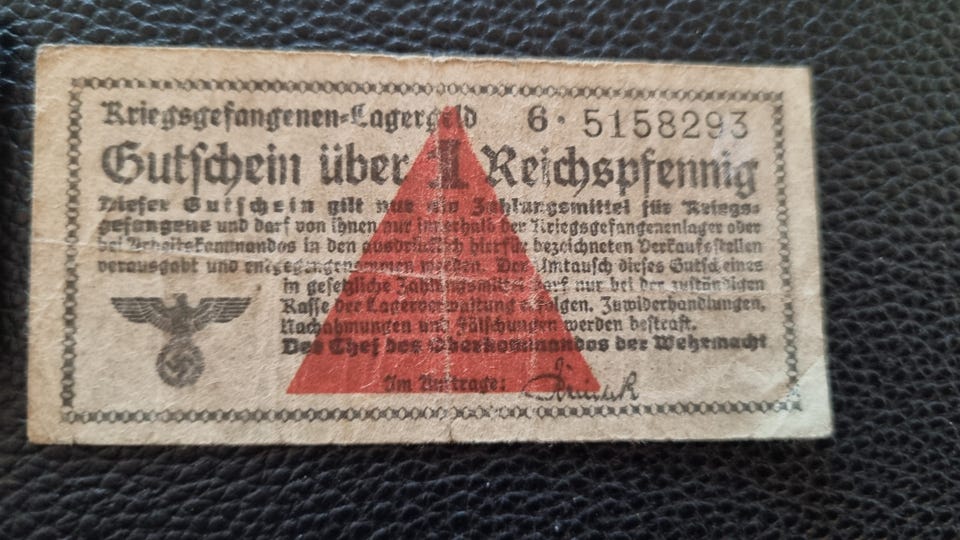 Kriegsgefangenen-Lagergeld 6· 5158293
Gutschein über 1 Reichspfennig
Dieser Gutschein gilt nur als Zahlungsmittel für Kriegs-
gefangene und darf von ihnen nur innerhalb der Kriegsgefangenenlager oder
bei Arbeitskommandos in den ausdrücklich hierfür bezeichneten Verkaufsstellen
verausgabt und entgegengenommen werden. Der Umtausch dieses Gutscheines
in gesetzliche Zahlungsmittel darf nur bei der zuständigen
Kasse der Lagerverwaltung erfolgen. Zuwiderhandlungen,
Nachahmungen und Fälschungen werden bestraft.
Der Chef des Oberkommandos der Wehrmacht
Im Auftrage: